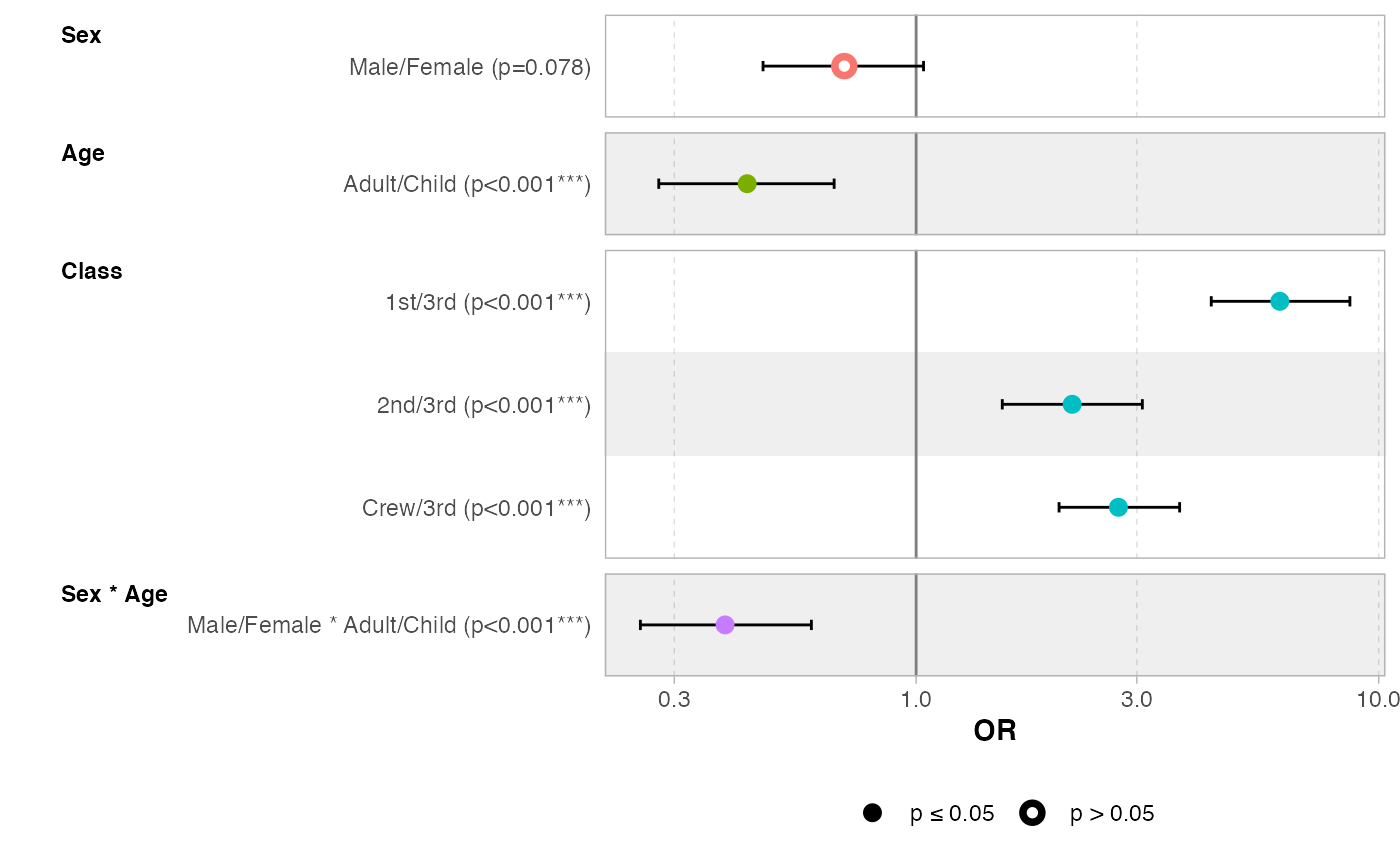 Sex
Male/Female (p=0.078)
Age
Adult/Child (p<0.001***)
Class
1st/3rd (p<0.001***)
2nd/3rd (p<0.001***)
Crew/3rd (p<0.001***)
Sex * Age
Male/Female * Adult/Child (p<0.001***)
0.3 1.0 3.0 10.0
OR
p ≤ 0.05 p > 0.05